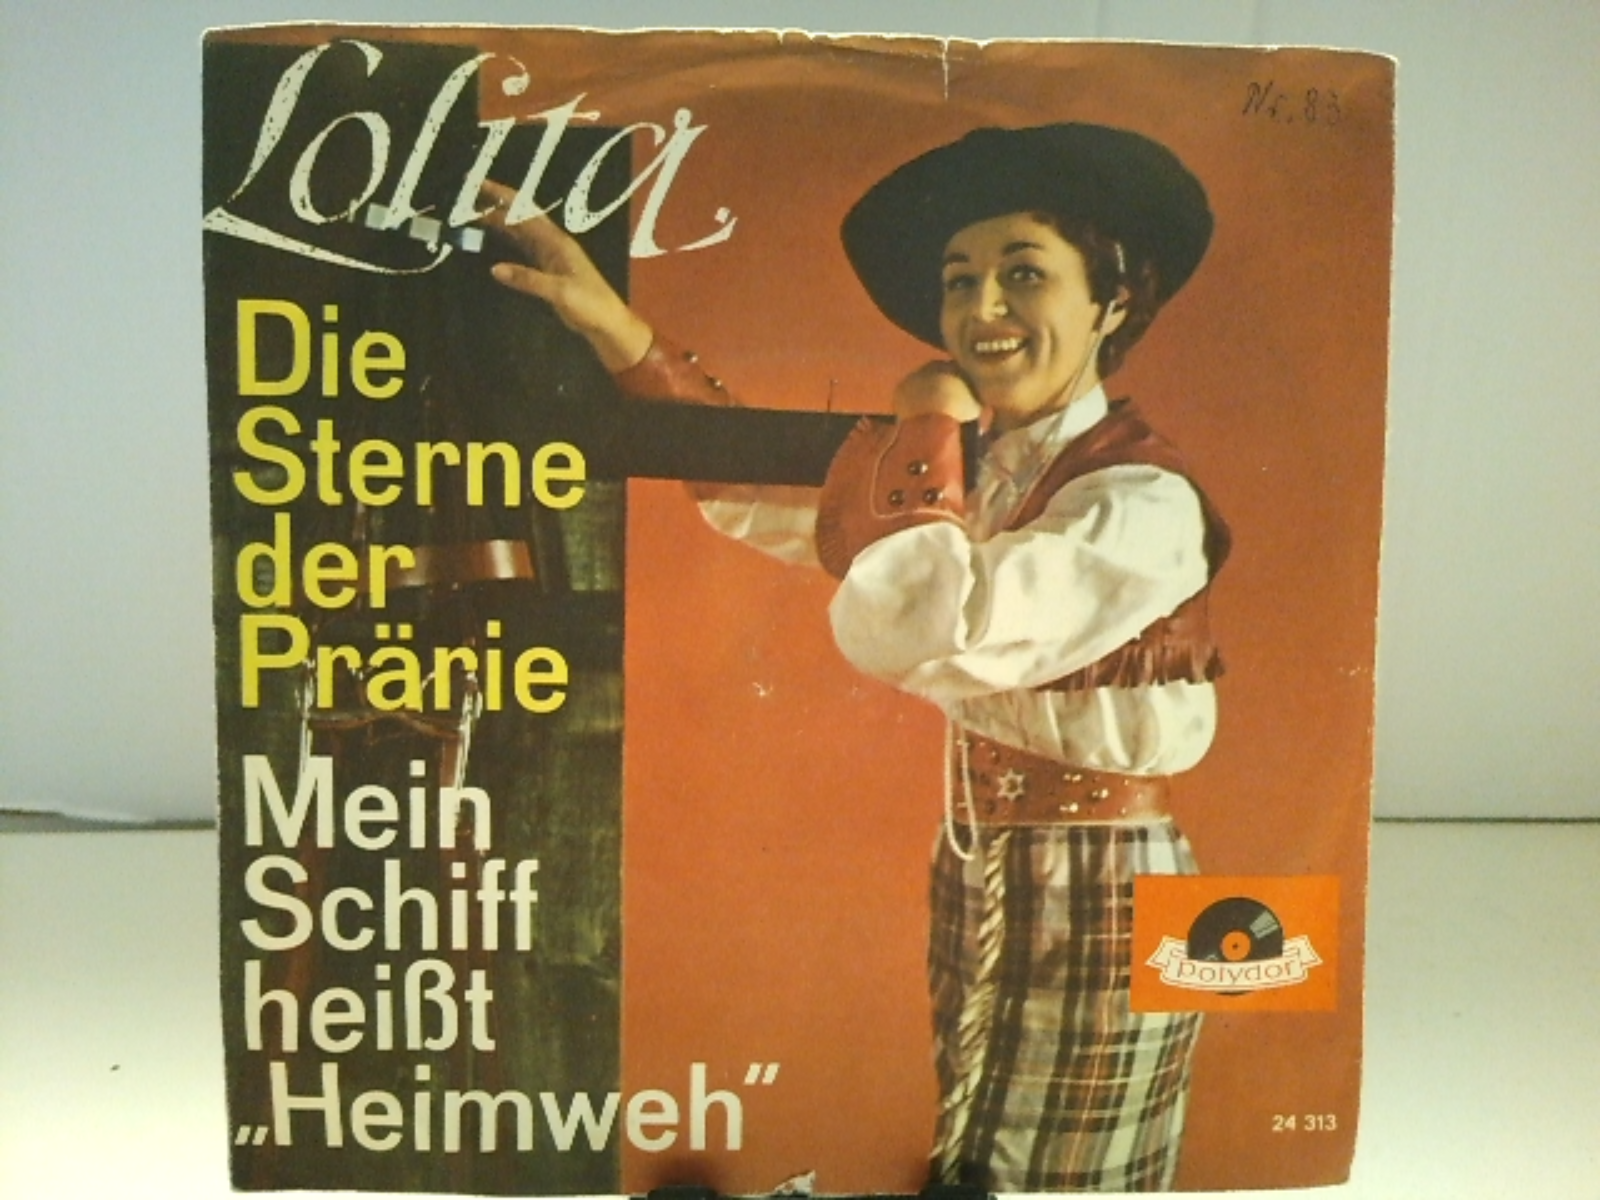 Lolita
Nr. 83
Die
Sterne
der
Prärie
Mein
Schiff
heißt
„Heimweh"
polydor
24 313